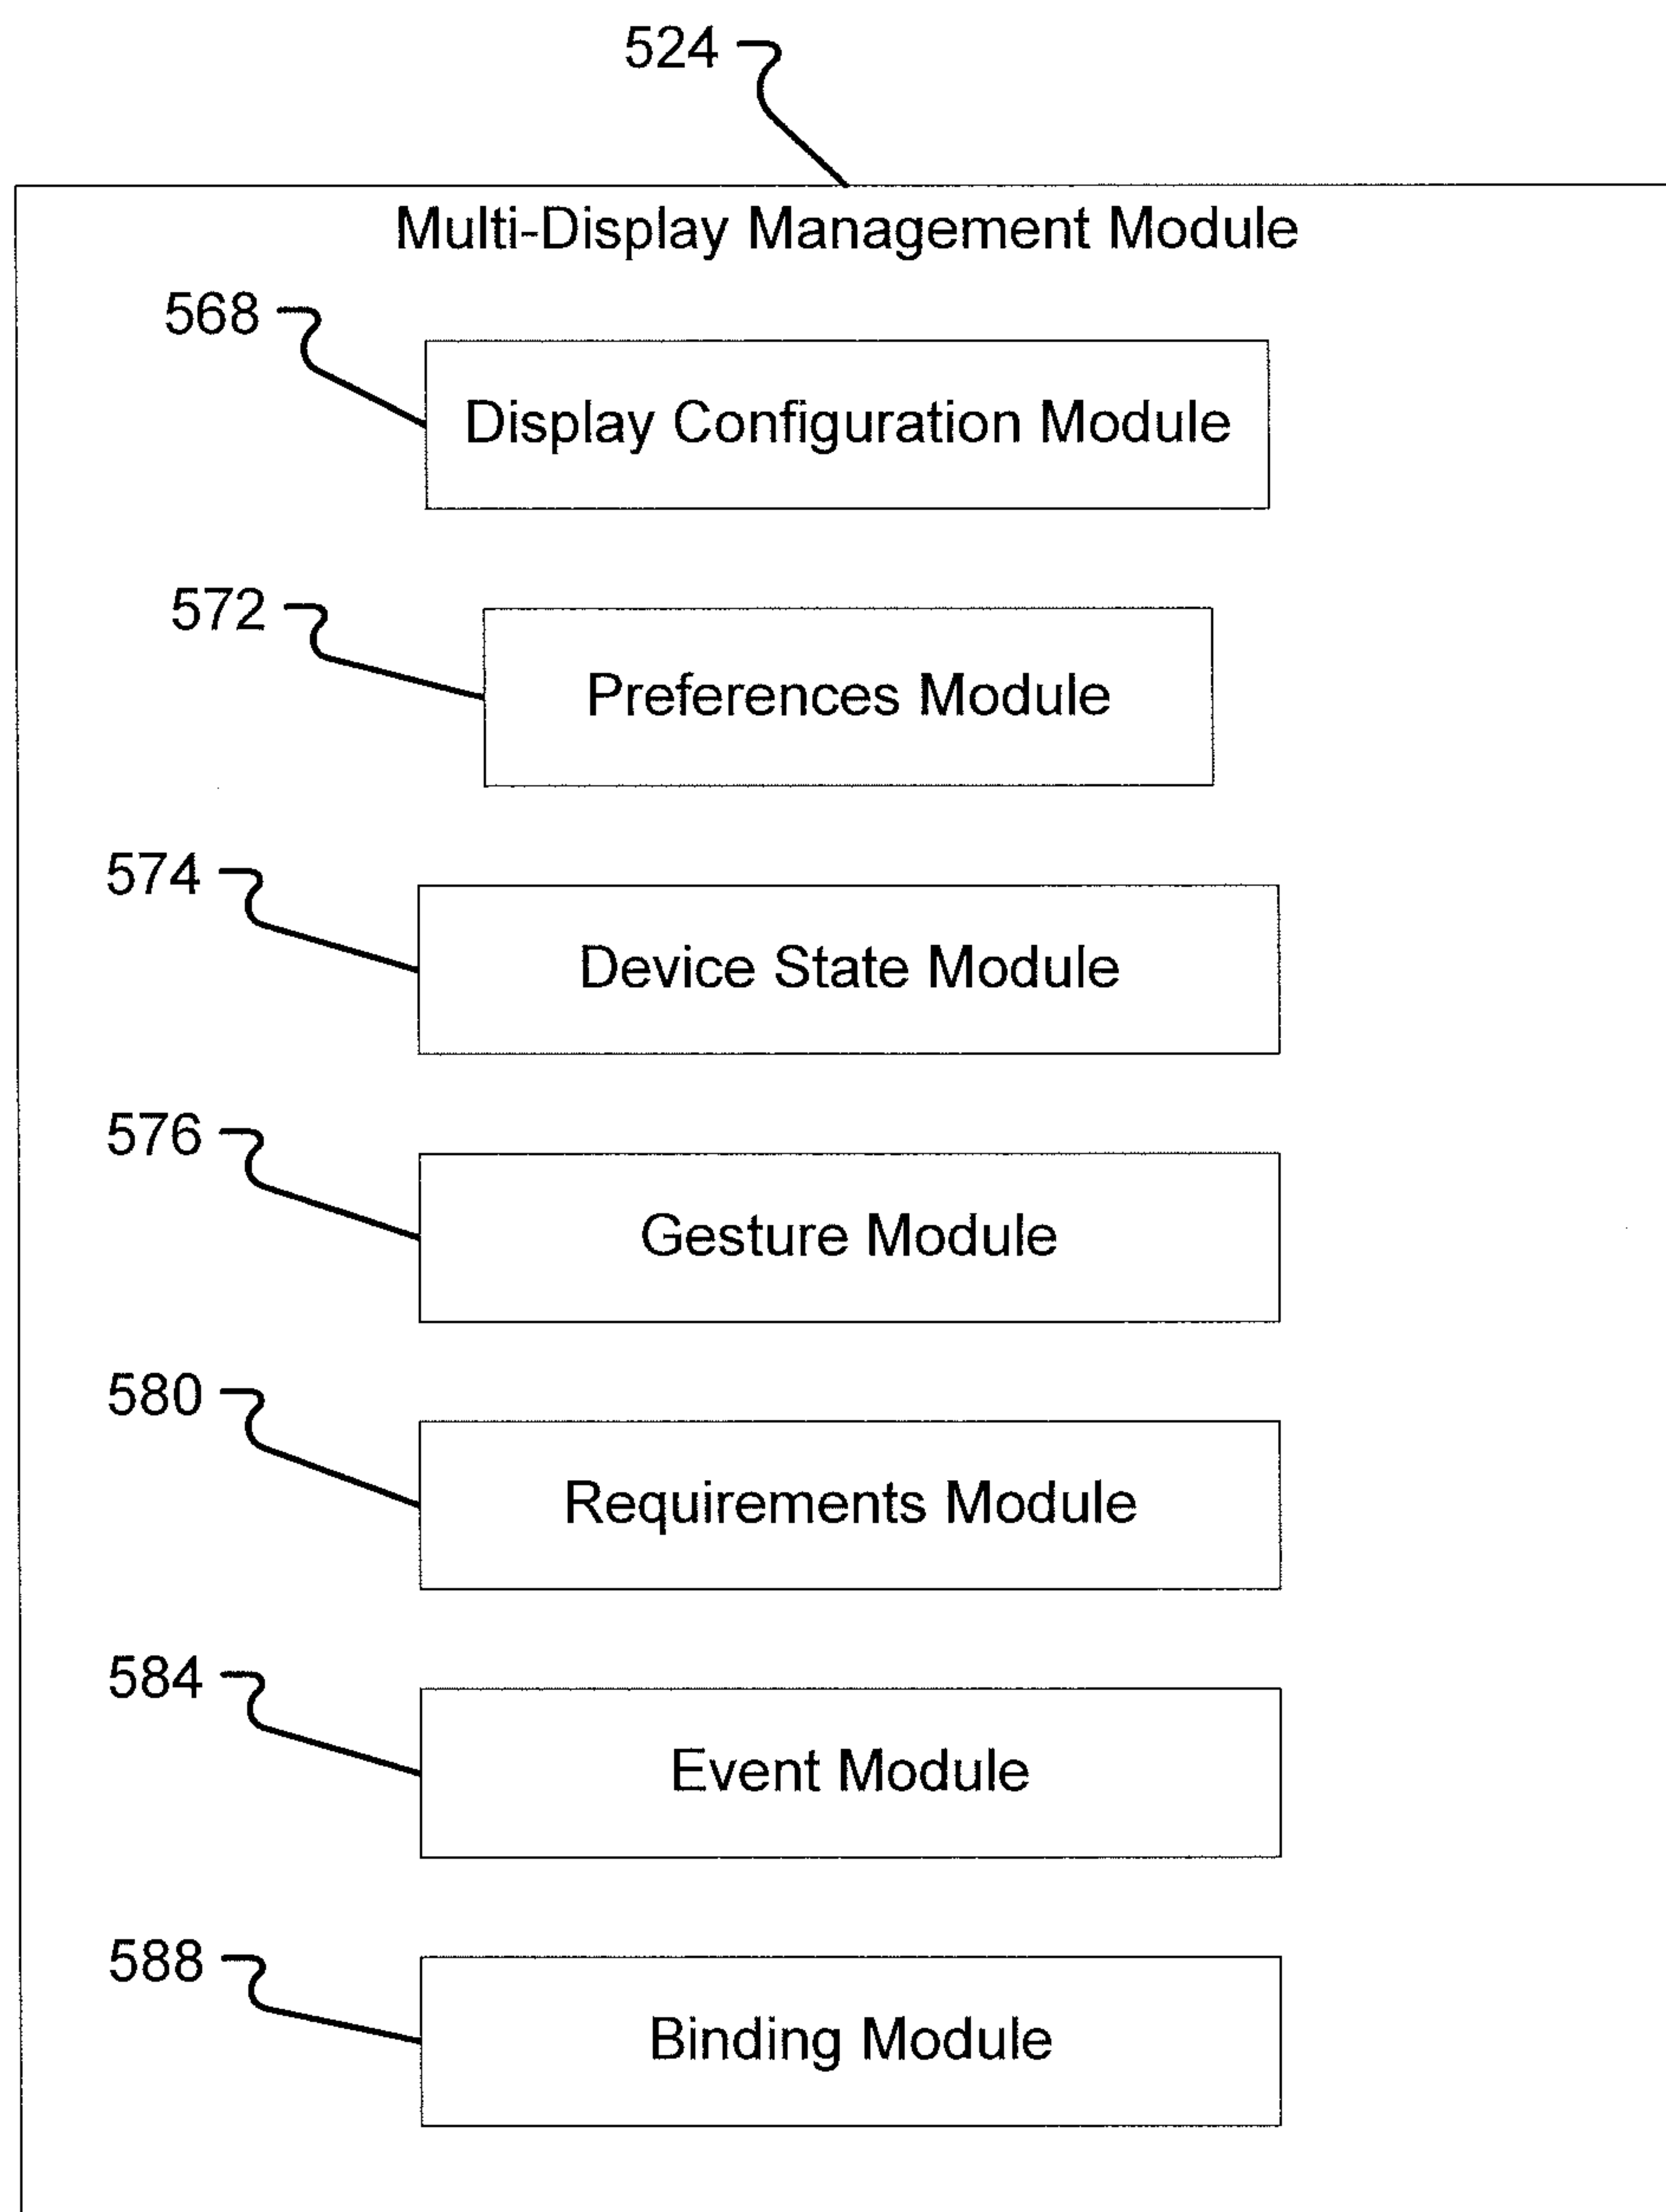 524
Multi-Display Management Module
568
Display Configuration Module
572
Preferences Module
574
Device State Module
576
Gesture Module
580
Requirements Module
584
Event Module
588
Binding Module